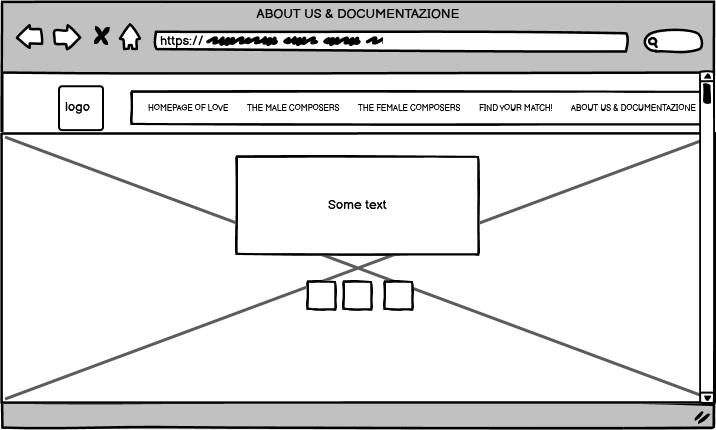 ABOUT US & DOCUMENTAZIONE
https://
logo
HOMEPAGE OF LOVE THE MALE COMPOSERS THE FEMALE COMPOSERS FIND YOUR MATCH! ABOUT US & DOCUMENTAZIONE
Some text